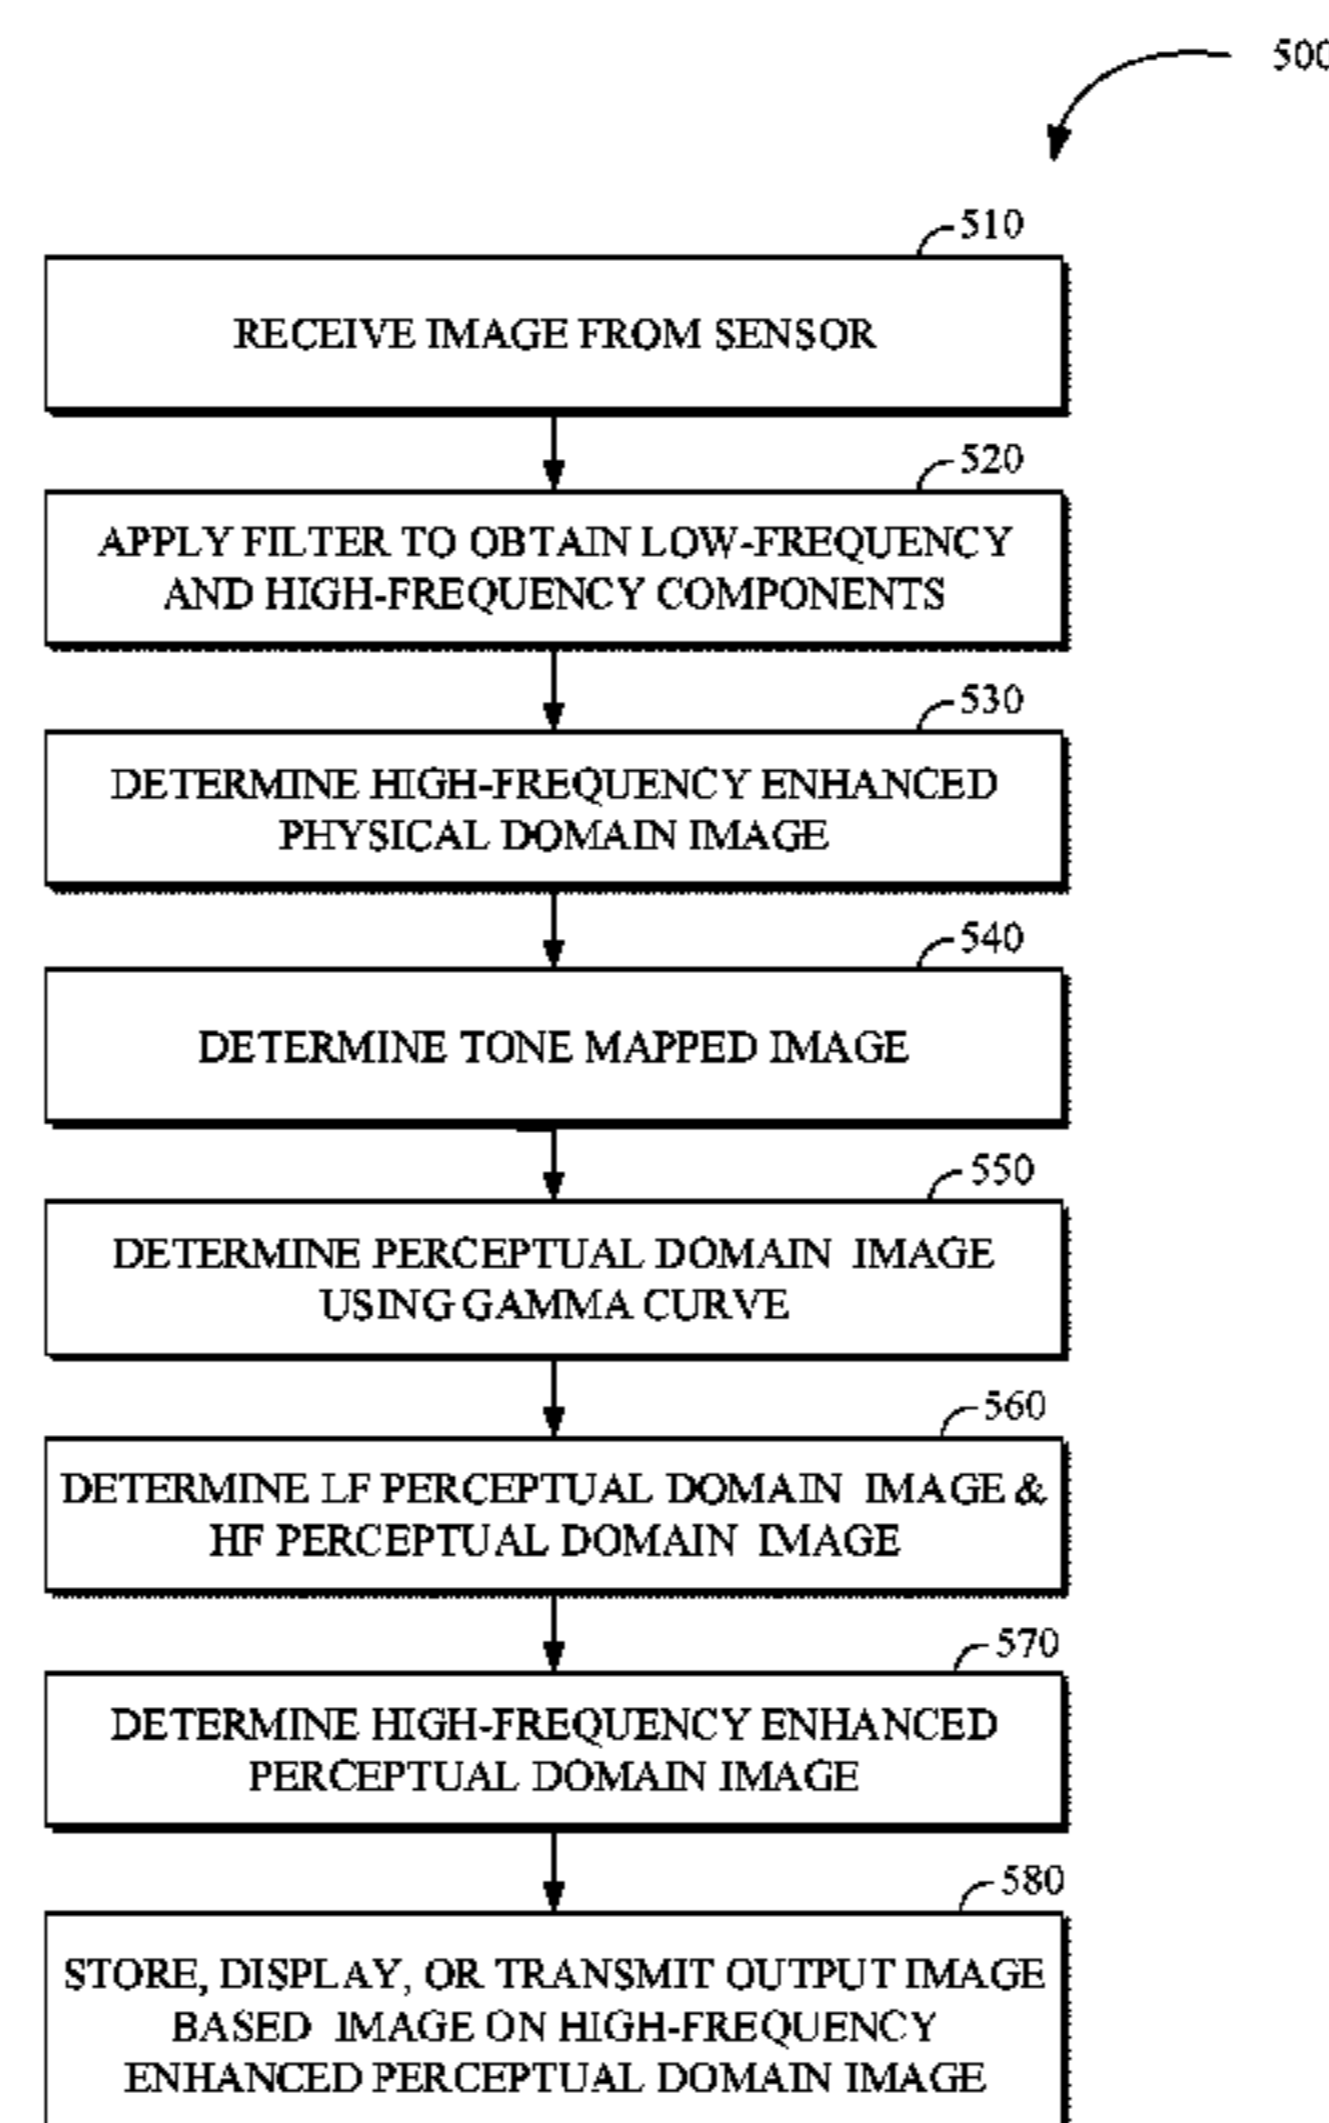 500
510
RECEIVE IMAGE FROM SENSOR
520
APPLY FILTER TO OBTAIN LOW-FREQUENCY
AND HIGH-FREQUENCY COMPONENTS
530
DETERMINE HIGH-FREQUENCY ENHANCED
PHYSICAL DOMAIN IMAGE
540
DETERMINE TONE MAPPED IMAGE
550
DETERMINE PERCEPTUAL DOMAIN IMAGE
USING GAMMA CURVE
560
DETERMINE LF PERCEPTUAL DOMAIN IMAGE &
HF PERCEPTUAL DOMAIN IMAGE
570
DETERMINE HIGH-FREQUENCY ENHANCED
PERCEPTUAL DOMAIN IMAGE
580
STORE, DISPLAY, OR TRANSMIT OUTPUT IMAGE
BASED IMAGE ON HIGH-FREQUENCY
ENHANCED PERCEPTUAL DOMAIN IMAGE